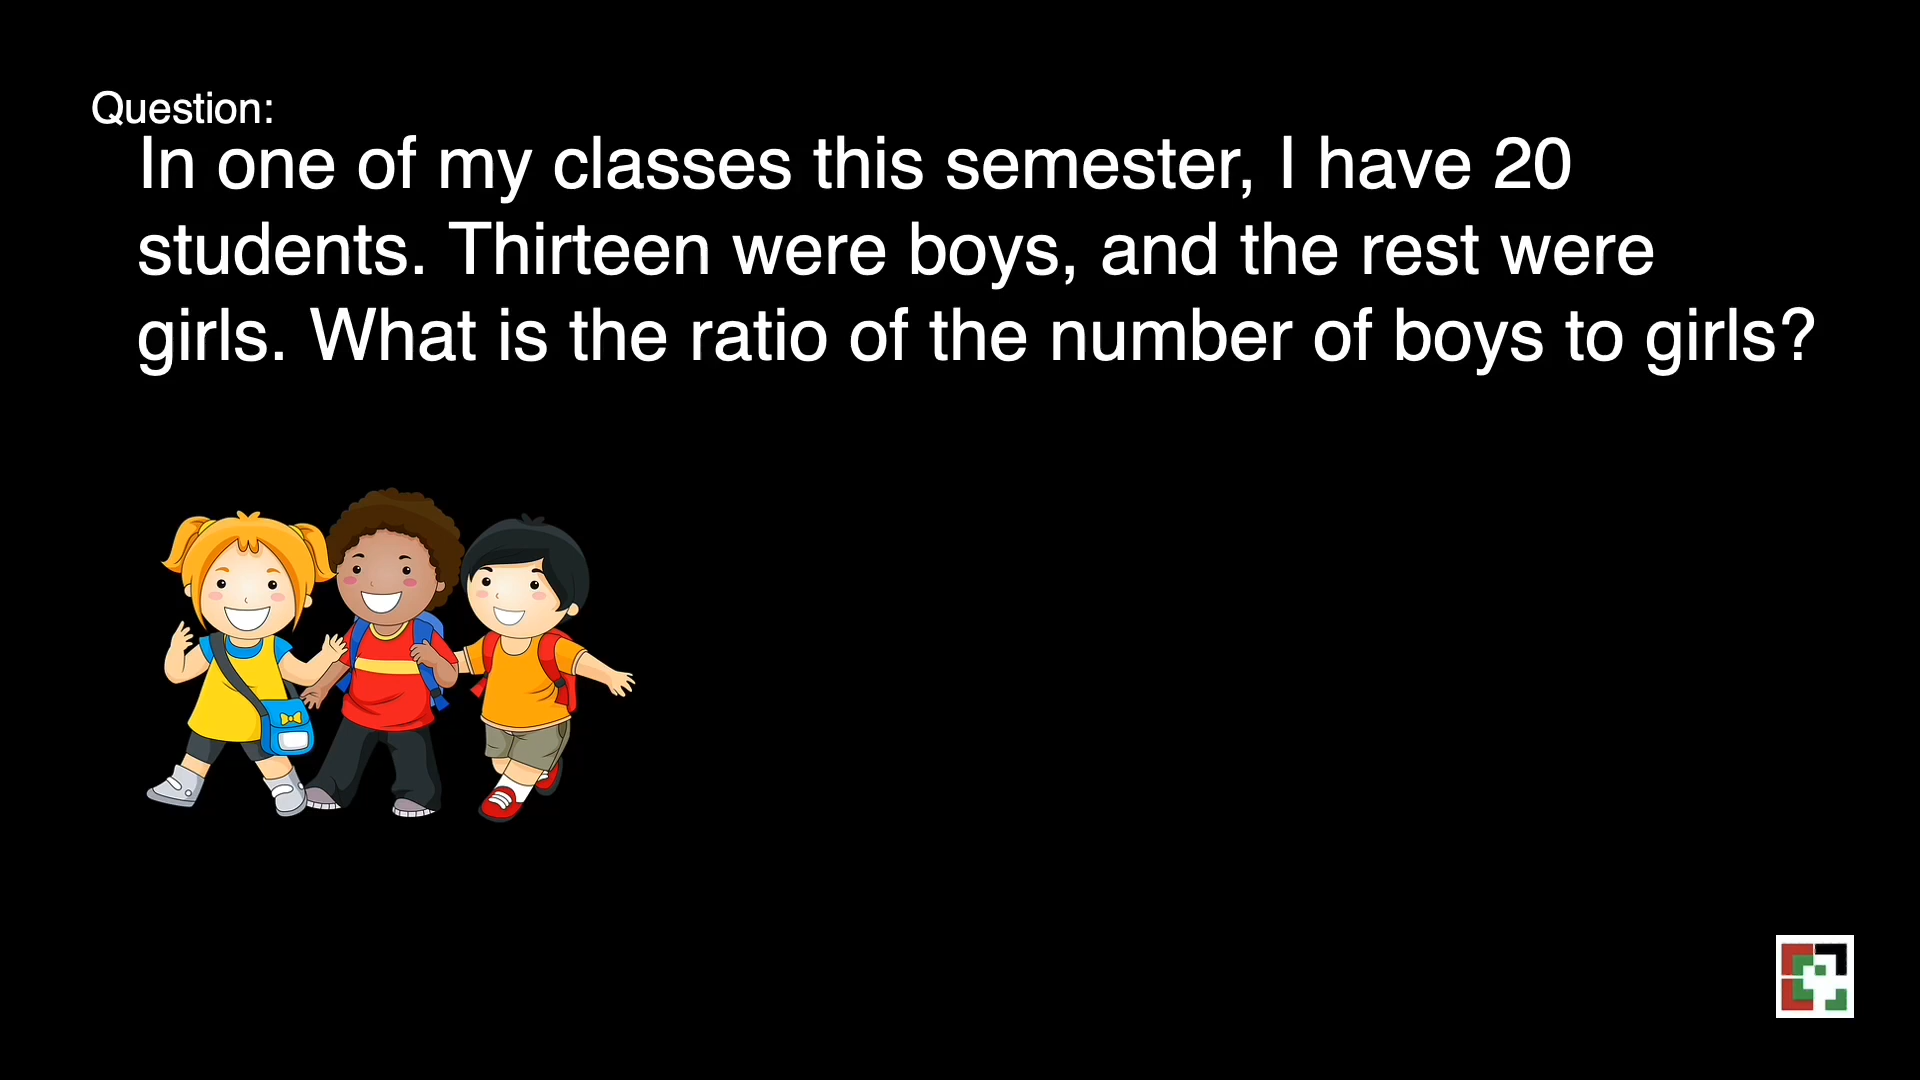 Question:
In one of my classes this semester, I have 20
students. Thirteen were boys, and the rest were
girls. What is the ratio of the number of boys to girls?